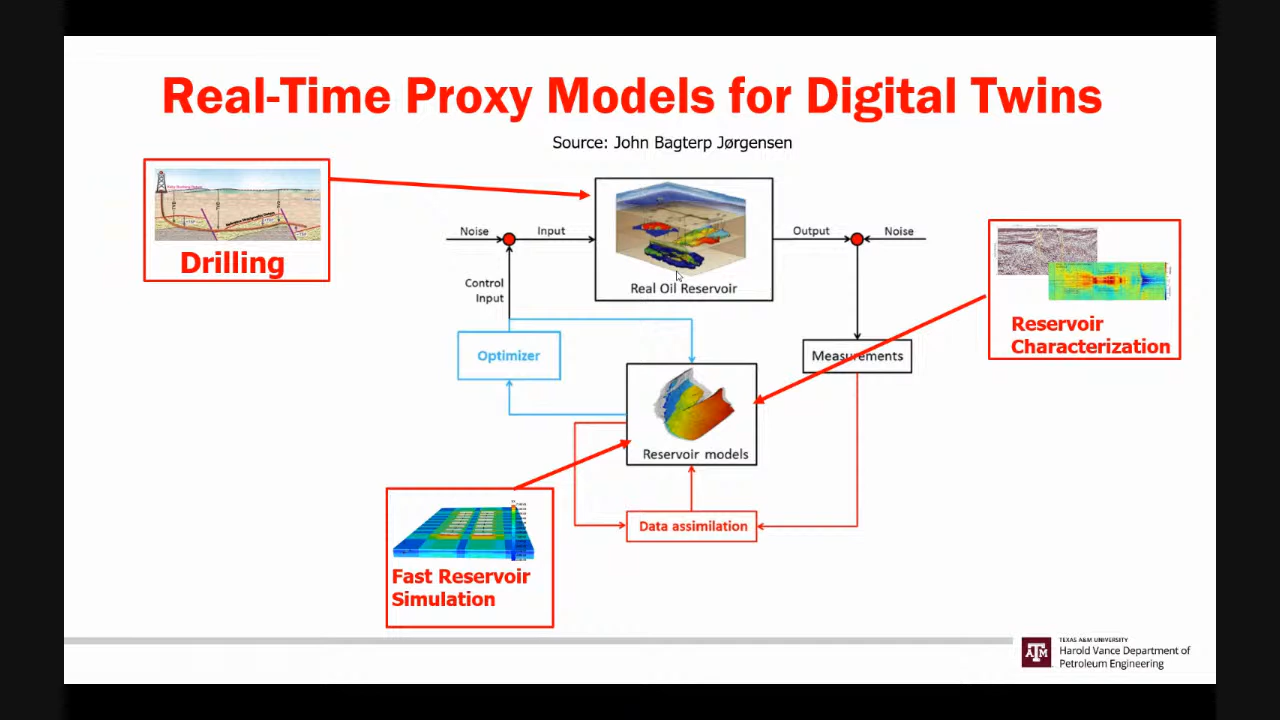 Real-Time Proxy Models for Digital Twins
Source: John Bagterp Jørgensen
Drilling
Noise
Input
Real Oil Reservoir
Output
Noise
Control
Input
Reservoir
Characterization
Optimizer
Measurements
Reservoir models
Data assimilation
Fast Reservoir
Simulation
TEXAS A&M UNIVERSITY
Harold Vance Department of
Petroleum Engineering
ATM